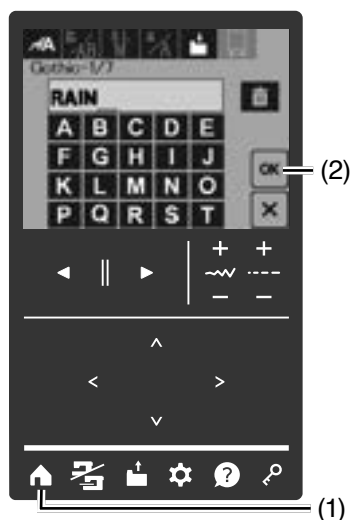 Gothic-1/7
RAIN
A B C D E
F G H I J
OK
K L M N O
P Q R S T
(2)
(1)